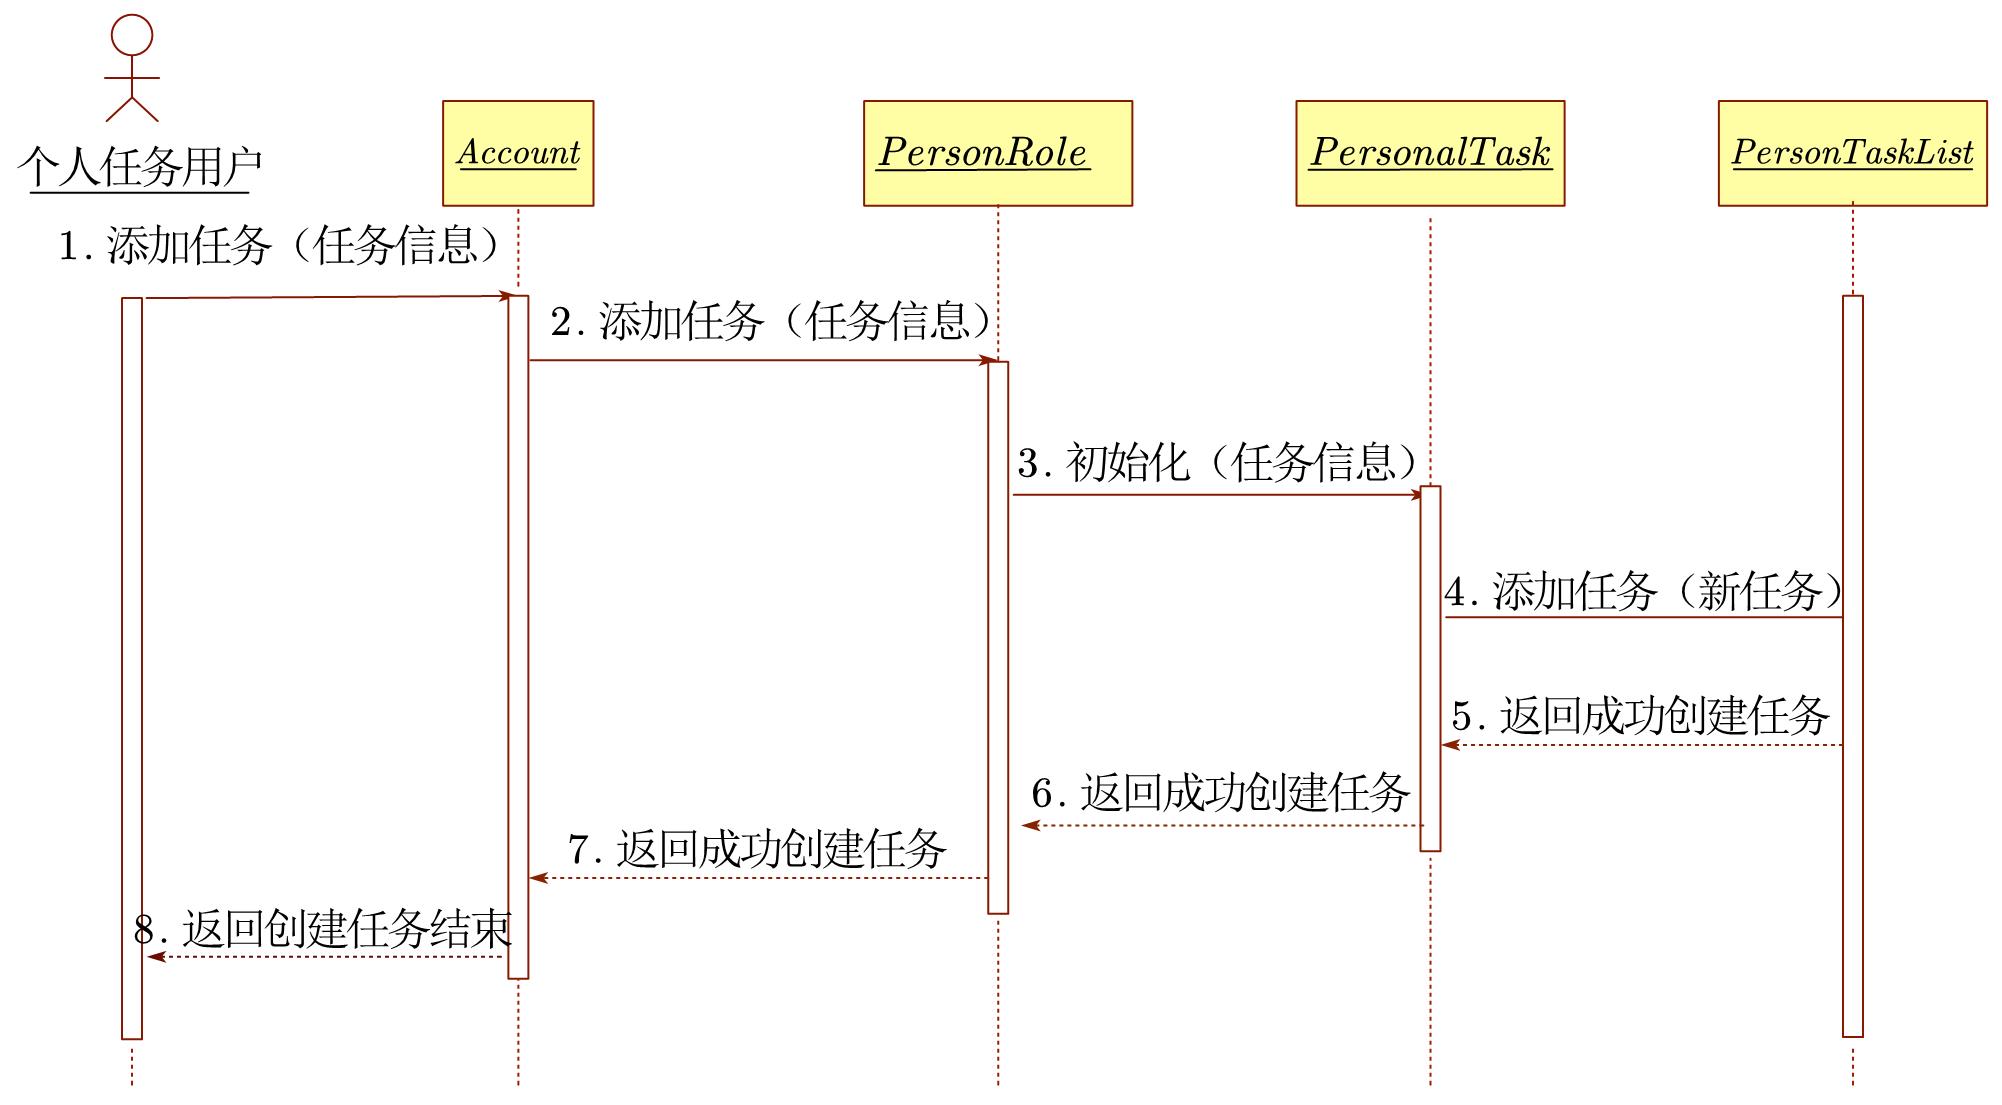 个人任务用户
Account
PersonRole
PersonalTask
PersonTaskList
1. 添加任务（任务信息）
2. 添加任务（任务信息）
3. 初始化（任务信息）
4. 添加任务（新任务）
5. 返回成功创建任务
6. 返回成功创建任务
7. 返回成功创建任务
8. 返回创建任务结束